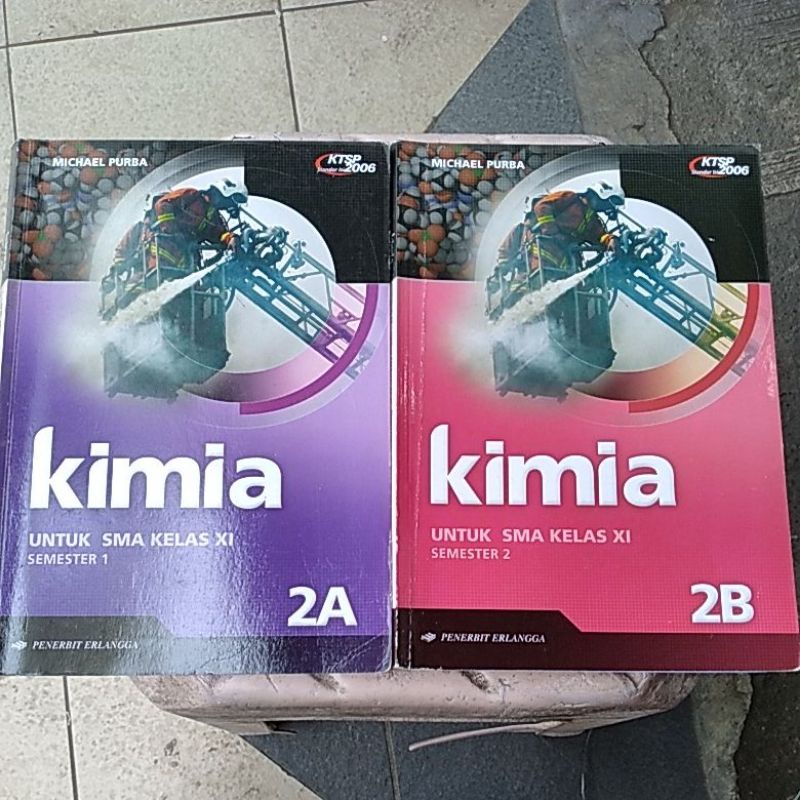 MICHAEL PURBA
KTSP
2006
kimia
UNTUK SMA KELAS XI
SEMESTER 1
2A
PENERBIT ERLANGGA
MICHAEL PURBA
KTSP
2006
kimia
UNTUK SMA KELAS XI
SEMESTER 2
2B
PENERBIT ERLANGGA